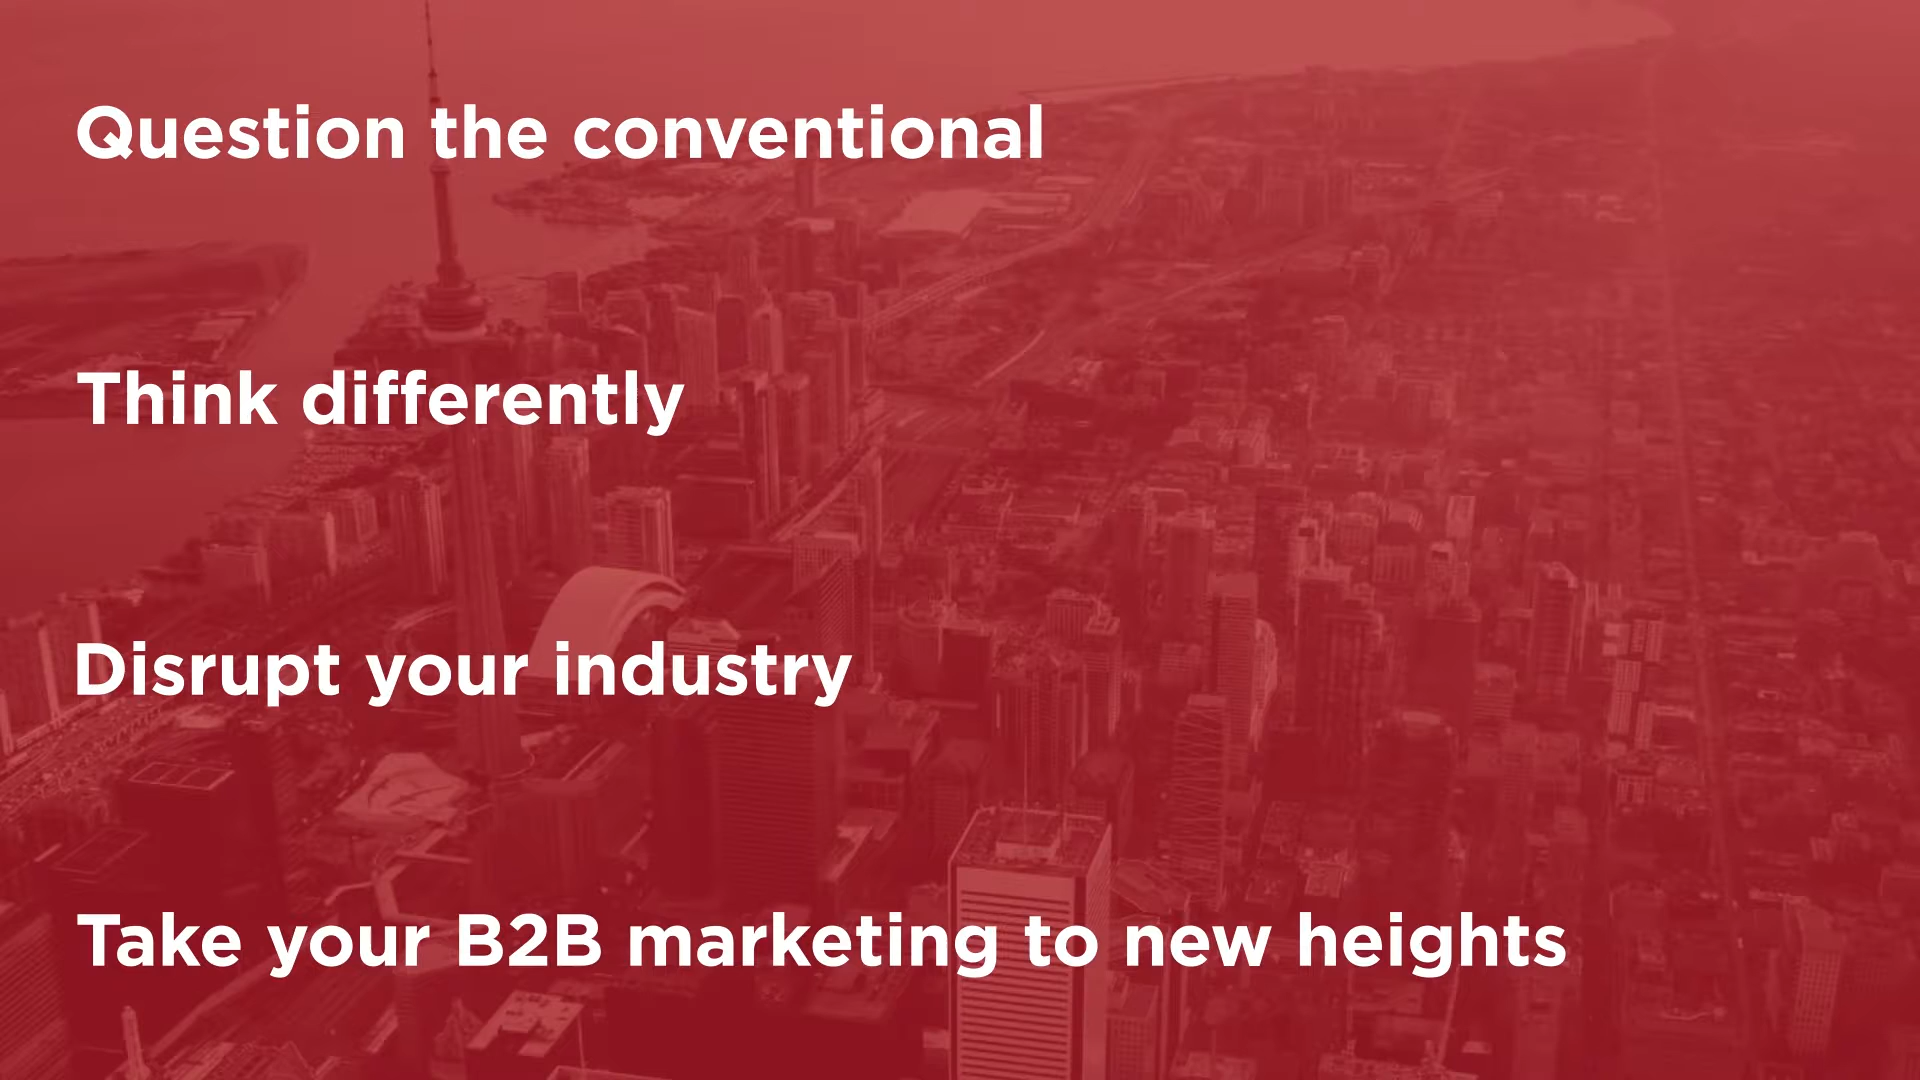 Question the conventional
Think differently
Disrupt your industry
Take your B2B marketing to new heights